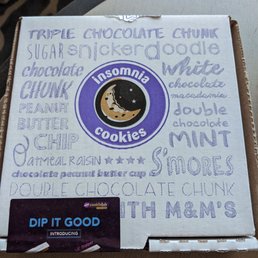 TRIPLE CHOCOLATE CHUNK
SUGAR snickerdoodle
chocolate CHUNK
white chocolate macadamia
insomnia cookies
PEANUT BUTTER CHIP
double chocolate MINT
Oatmeal RAISIN
S'MORES
chocolate peanut butter cup
DOUBLE CHOCOLATE CHUNK
WITH M&M'S
DIP IT GOOD
INTRODUCING